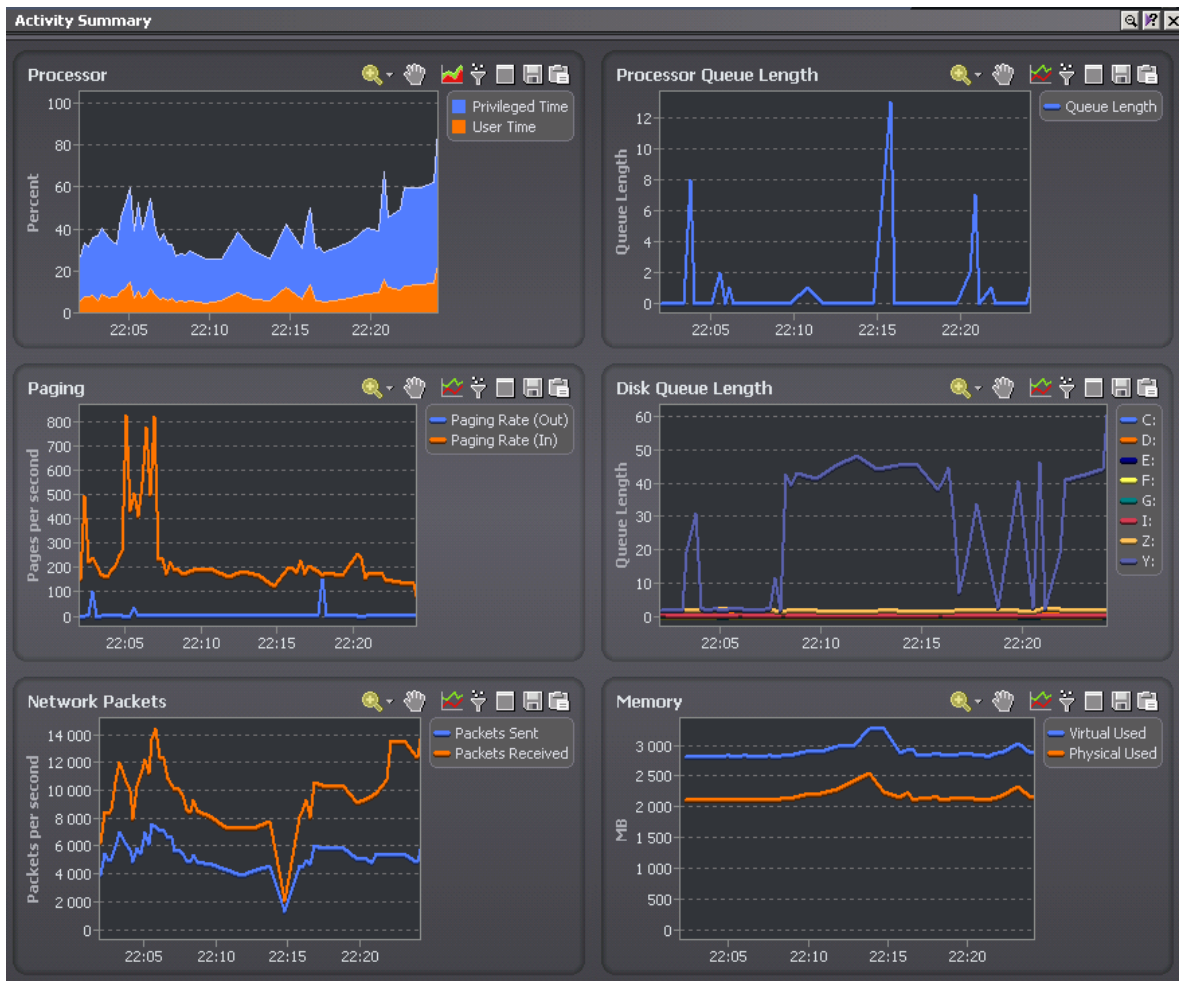 Activity Summary
Processor
Percent
100
80
60
40
20
0
22:05 22:10 22:15 22:20
Privileged Time
User Time
Processor Queue Length
Queue Length
12
10
8
6
4
2
0
22:05 22:10 22:15 22:20
Queue Length
Paging
Pages per second
800
700
600
500
400
300
200
100
0
22:05 22:10 22:15 22:20
Paging Rate (Out)
Paging Rate (In)
Disk Queue Length
Queue Length
60
50
40
30
20
10
0
22:05 22:10 22:15 22:20
C:
D:
E:
F:
G:
I:
Z:
Y:
Network Packets
Packets per second
14 000
12 000
10 000
8 000
6 000
4 000
2 000
0
22:05 22:10 22:15 22:20
Packets Sent
Packets Received
Memory
MB
3 000
2 500
2 000
1 500
1 000
500
0
22:05 22:10 22:15 22:20
Virtual Used
Physical Used